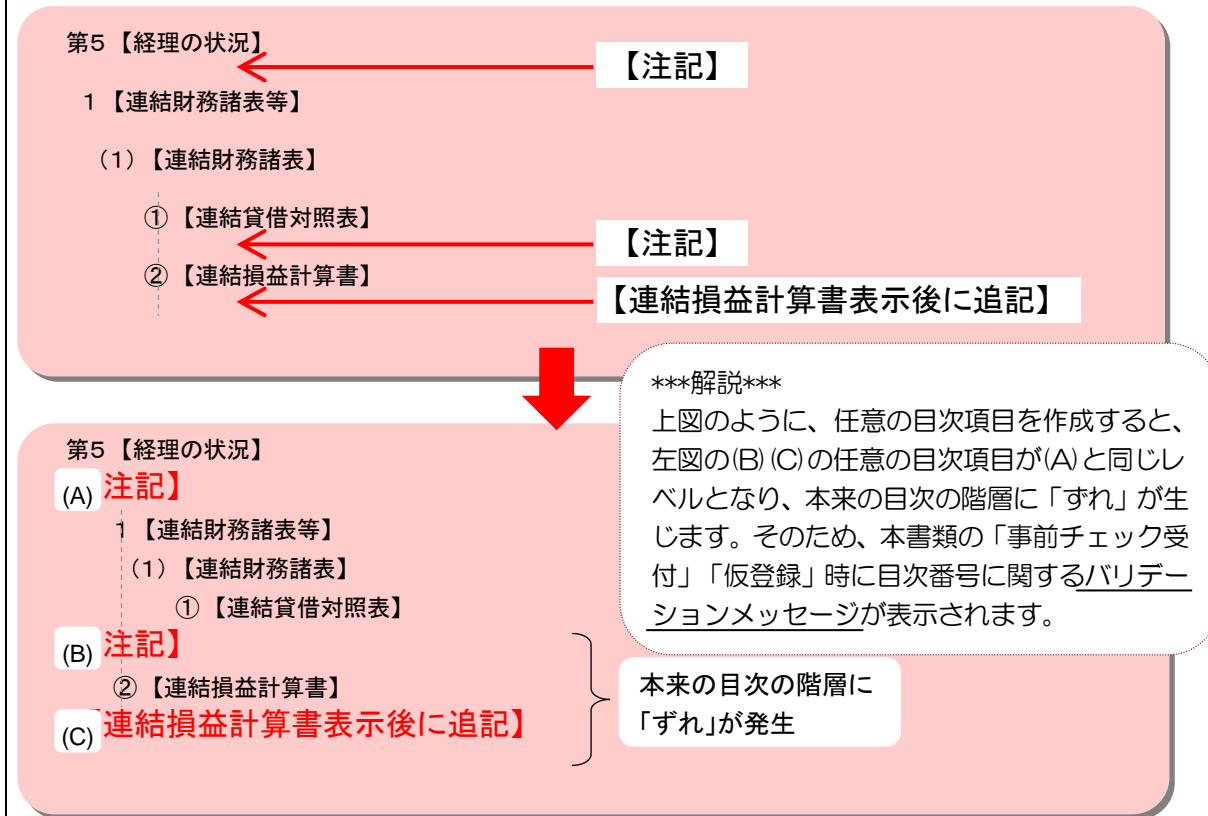 第5【経理の状況】
【注記】
1【連結財務諸表等】
（1）【連結財務諸表】
①【連結貸借対照表】
【注記】
②【連結損益計算書】
【連結損益計算書表示後に追記】
***解説***
上図のように、任意の目次項目を作成すると、
左図の(B)(C)の任意の目次項目が(A)と同じレ
ベルとなり、本来の目次の階層に「ずれ」が生
じます。そのため、本書類の「事前チェック受
付」「仮登録」時に目次番号に関するバリデー
ションメッセージが表示されます。
第5【経理の状況】
(A) 注記】
1【連結財務諸表等】
（1）【連結財務諸表】
①【連結貸借対照表】
(B) 注記】
②【連結損益計算書】
(C) 連結損益計算書表示後に追記】
本来の目次の階層に
「ずれ」が発生